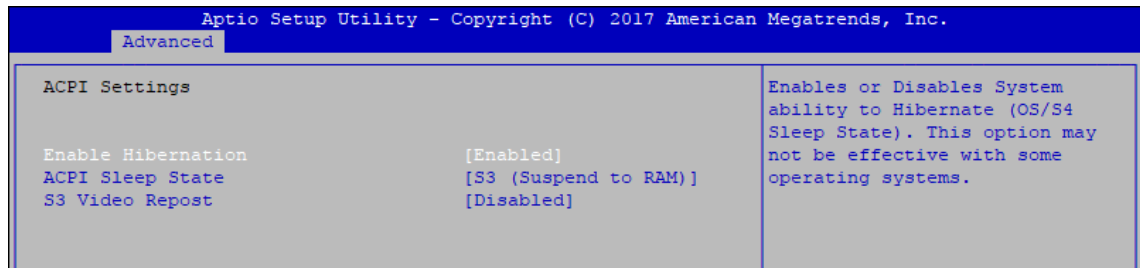 Aptio Setup Utility - Copyright (C) 2017 American Megatrends, Inc.
Advanced
ACPI Settings
Enable Hibernation [Enabled]
ACPI Sleep State [S3 (Suspend to RAM)]
S3 Video Repost [Disabled]
Enables or Disables System
ability to Hibernate (OS/S4
Sleep State). This option may
not be effective with some
operating systems.